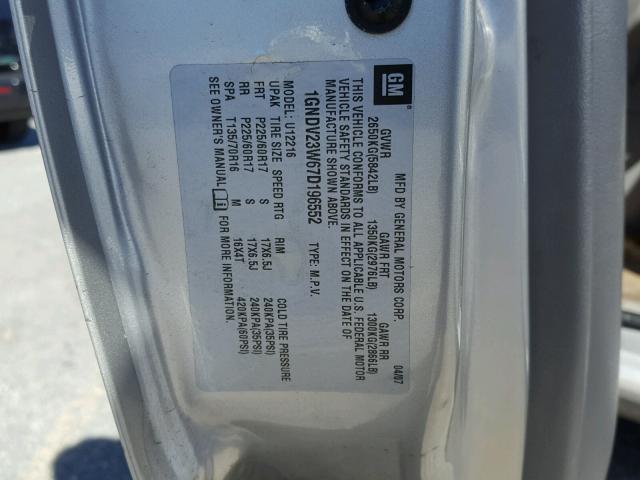 GM
MFD BY GENERAL MOTORS CORP. 04/07
GVWR GAWR FRT GAWR RR
2650KG(5842LB) 1350KG(2976LB) 1300KG(2866LB)
THIS VEHICLE CONFORMS TO ALL APPLICABLE U.S. FEDERAL MOTOR
VEHICLE SAFETY STANDARDS IN EFFECT ON THE DATE OF
MANUFACTURE SHOWN ABOVE.
1GNDV23W67D196552 TYPE: M.P.V.
MODEL: U12216
UPAK TIRE SIZE SPEED RTG RIM COLD TIRE PRESSURE
FRT P225/60R17 S 17X6.5J 240KPA(35PSI)
RR P225/60R17 S 17X6.5J 240KPA(35PSI)
SPA T135/70R16 M 16X4T 420KPA(60PSI)
SEE OWNER'S MANUAL FOR MORE INFORMATION.